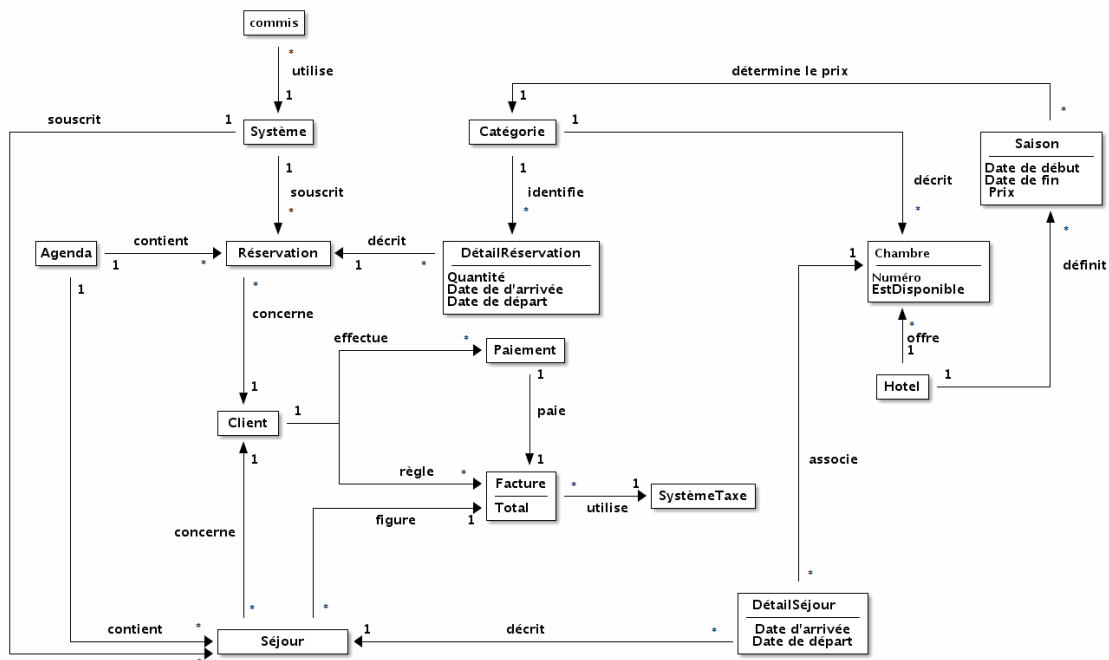 commis
*
utilise
1
détermine le prix
souscrit
1
Système
1
Catégorie
1
*
Saison
Date de début
Date de fin
Prix
1
souscrit
*
1
identifie
*
décrit
*
Agenda
contient
1
*
Réservation
décrit
1
*
DétailRéservation
Quantité
Date de d'arrivée
Date de départ
1
Chambre
Numéro
EstDisponible
*
définit
1
*
concerne
1
effectue
*
Paiement
*
offre
1
Hotel
1
Client
1
1
paie
1
1
règle
*
Facture
Total
*
utilise
1
SystèmeTaxe
associe
concerne
figure
1
*
*
*
DétailSéjour
Date d'arrivée
Date de départ
contient
*
Séjour
1
décrit
*
*